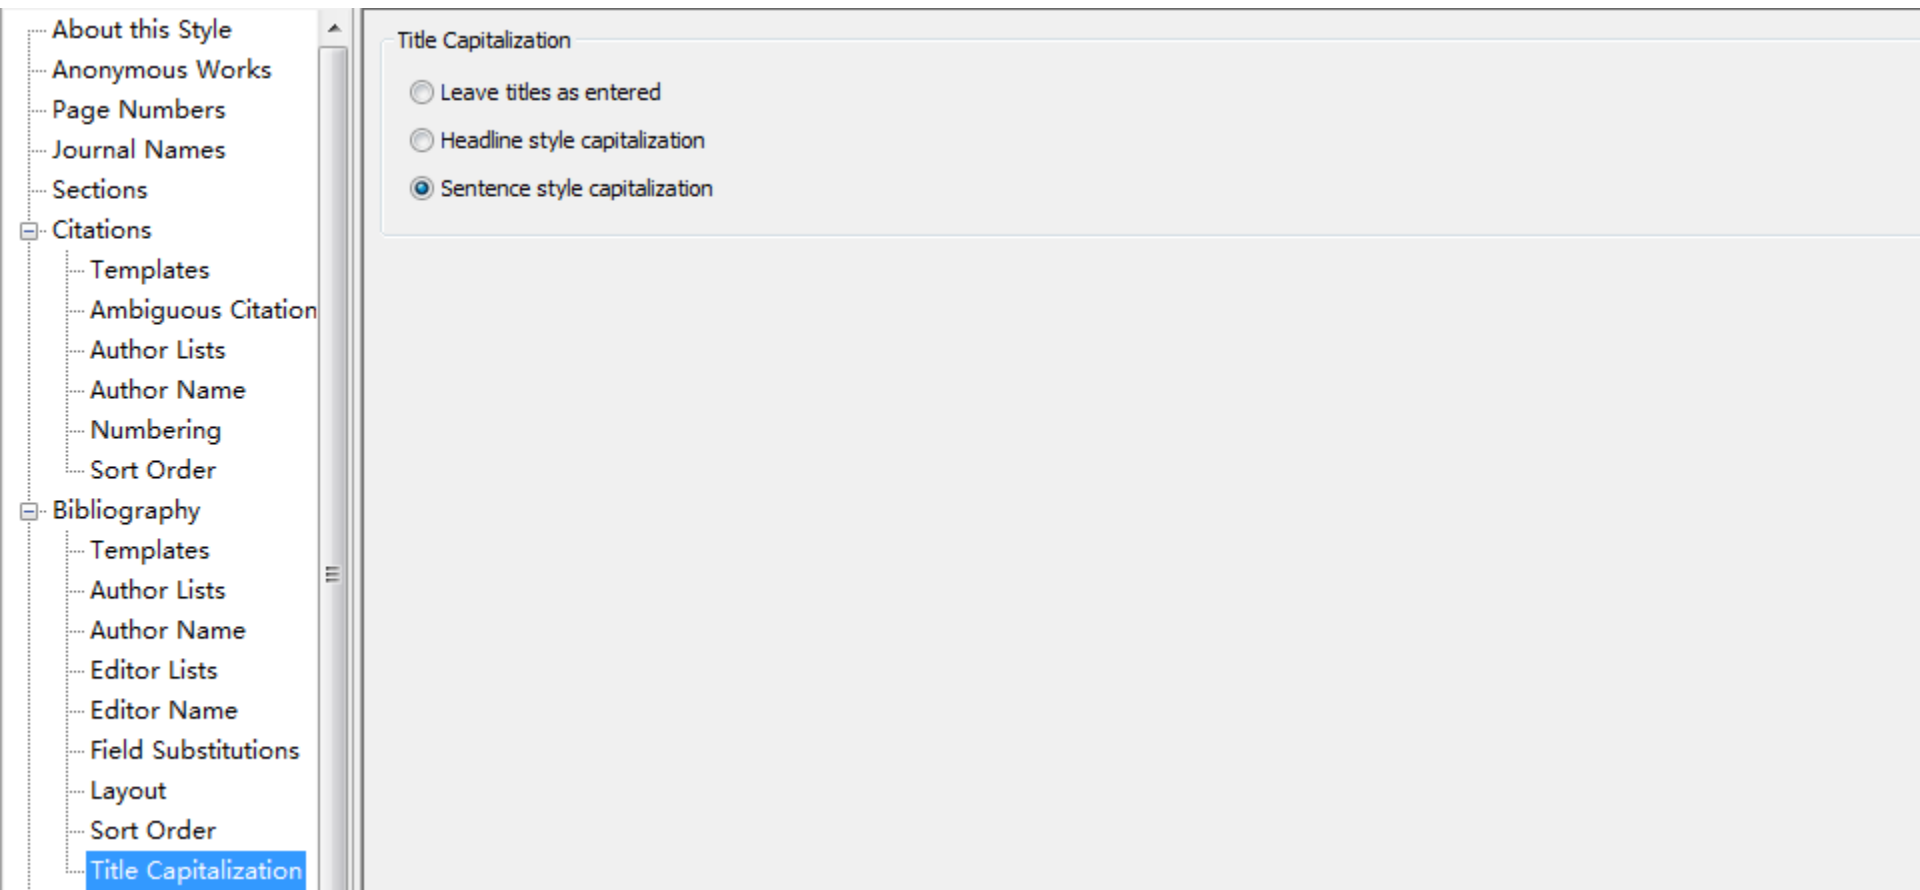 About this Style
Anonymous Works
Page Numbers
Journal Names
Sections
Citations
Templates
Ambiguous Citation
Author Lists
Author Name
Numbering
Sort Order
Bibliography
Templates
Author Lists
Author Name
Editor Lists
Editor Name
Field Substitutions
Layout
Sort Order
Title Capitalization
Title Capitalization
Leave titles as entered
Headline style capitalization
Sentence style capitalization